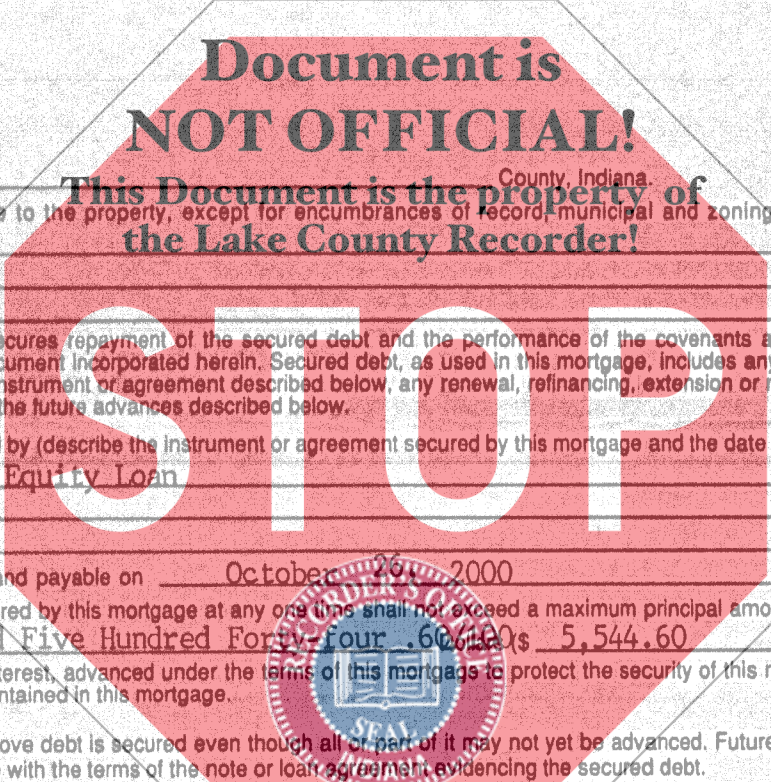 Document is
NOT OFFICIAL!
County, Indiana.
This Document is the property of
to the property, except for encumbrances of record, municipal and zoning
the Lake County Recorder!
STOP
ecures repayment of the secured debt and the performance of the covenants a
cument incorporated herein. Secured debt, as used in this mortgage, includes any
nstrument or agreement described below, any renewal, refinancing, extension or
the future advances described below.
by (describe the instrument or agreement secured by this mortgage and the date
Equity Loan
nd payable on October 26, 2000
red by this mortgage at any one time shall not exceed a maximum principal amo
Five Hundred Forty-four ($ 5,544.60
terest, advanced under the terms of this mortgage to protect the security of this
ntained in this mortgage.
RECORDER'S OFFICE
SEAL
ove debt is secured even though all or part of it may not yet be advanced. Future
with the terms of the note or loan agreement evidencing the secured debt.